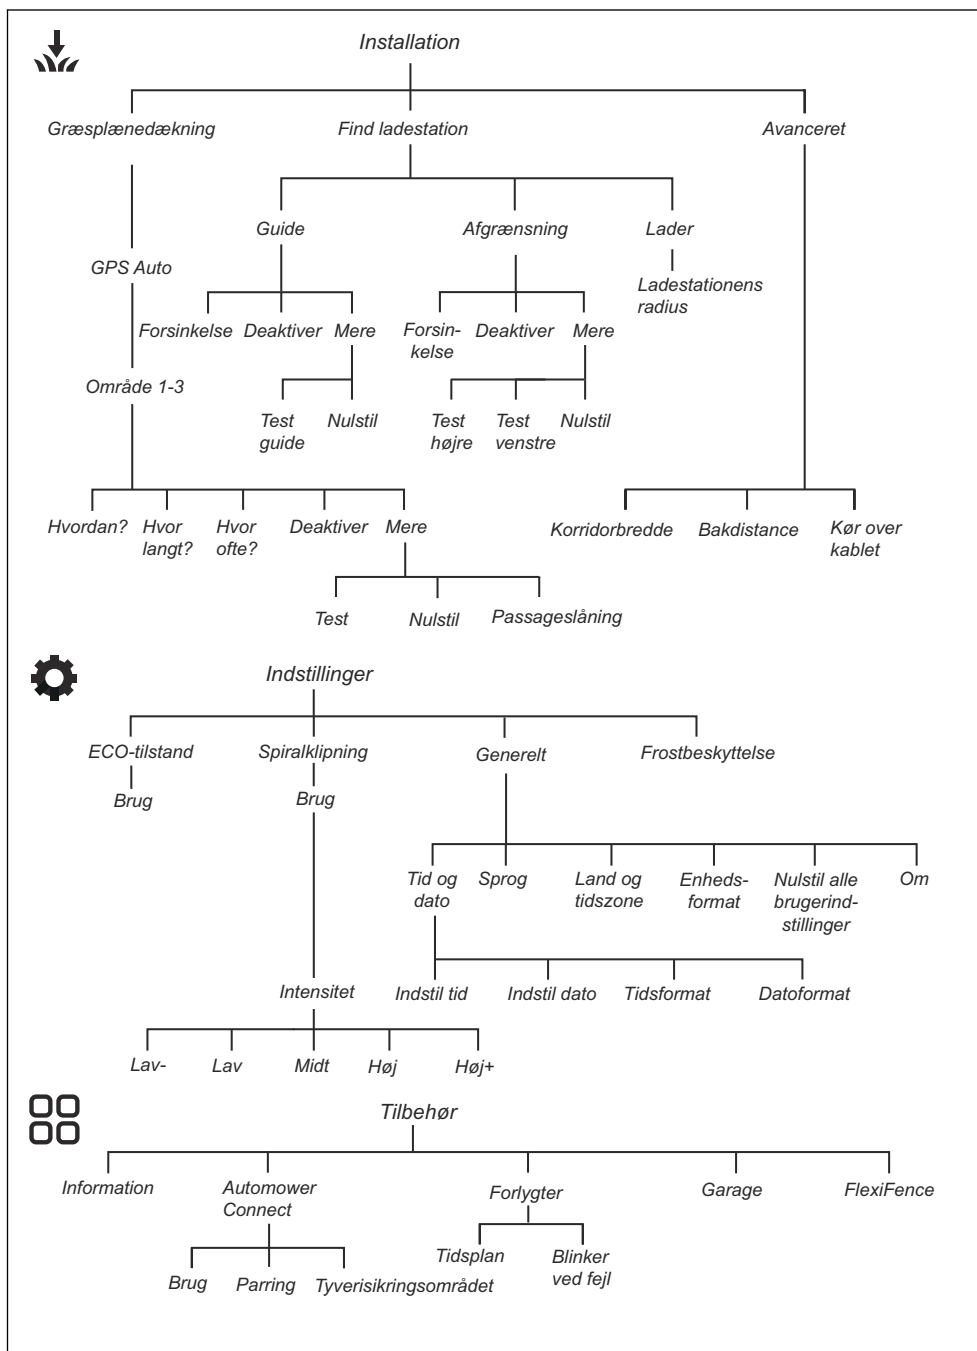 Installation
Græsplænedækning
Find ladestation
Avanceret
Guide
Afgrænsning
Lader
GPS Auto
Ladestationens
radius
Forsinkelse
Deaktiver
Mere
Forsin-
kelse
Deaktiver
Mere
Område 1-3
Test
guide
Nulstil
Test
højre
Test
venstre
Nulstil
Hvordan?
Hvor
langt?
Hvor
ofte?
Deaktiver
Mere
Korridorbredde
Bakdistance
Kør over
kablet
Test
Nulstil
Passageslåning
Indstillinger
ECO-tilstand
Spiralklipning
Generelt
Frostbeskyttelse
Brug
Brug
Tid og
dato
Sprog
Land og
tidszone
Enheds-
format
Nulstil alle
brugerind-
stillinger
Om
Intensitet
Indstil tid
Indstil dato
Tidsformat
Datoformat
Lav-
Lav
Midt
Høj
Høj+
Tilbehør
Information
Automower
Connect
Forlygter
Garage
FlexiFence
Brug
Parring
Tyverisikringsområdet
Tidsplan
Blinker
ved fejl